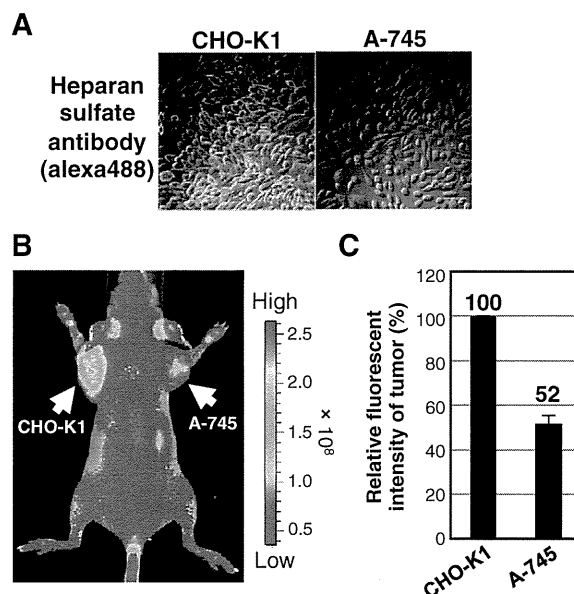 A
CHO-K1
A-745
Heparan
sulfate
antibody
(alexa488)
B
High
2.5
2.0
1.5
1.0
0.5
× 10⁸
Low
CHO-K1
A-745
C
Relative fluorescent
intensity of tumor (%)
120
100
80
60
40
20
0
100
52
CHO-K1
A-745